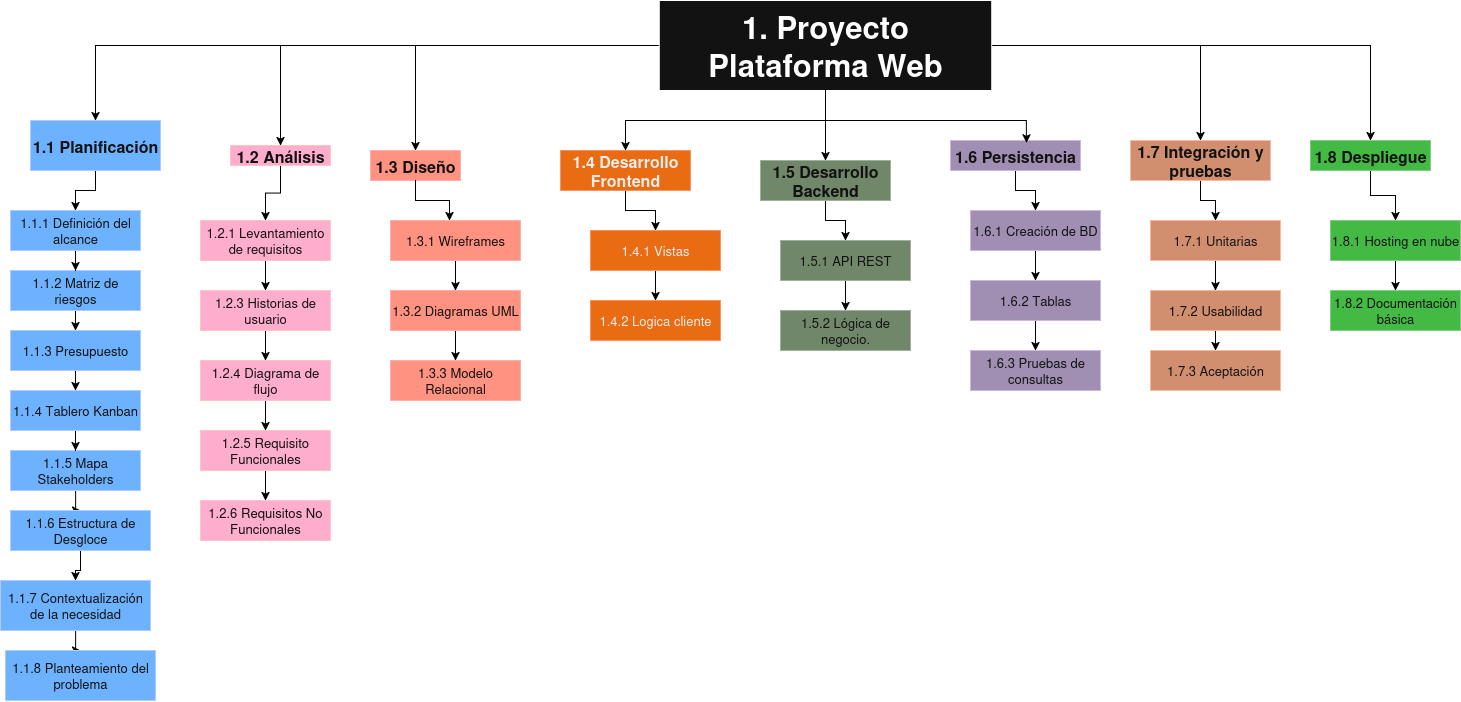 1. Proyecto
Plataforma Web
1.1 Planificación
1.1.1 Definición del
alcance
1.1.2 Matriz de
riesgos
1.1.3 Presupuesto
1.1.4 Tablero Kanban
1.1.5 Mapa
Stakeholders
1.1.6 Estructura de
Desgloce
1.1.7 Contextualización
de la necesidad
1.1.8 Planteamiento del
problema
1.2 Análisis
1.2.1 Levantamiento
de requisitos
1.2.3 Historias de
usuario
1.2.4 Diagrama de
flujo
1.2.5 Requisito
Funcionales
1.2.6 Requisitos No
Funcionales
1.3 Diseño
1.3.1 Wireframes
1.3.2 Diagramas UML
1.3.3 Modelo
Relacional
1.4 Desarrollo
Frontend
1.4.1 Vistas
1.4.2 Logica cliente
1.5 Desarrollo
Backend
1.5.1 API REST
1.5.2 Lógica de
negocio.
1.6 Persistencia
1.6.1 Creación de BD
1.6.2 Tablas
1.6.3 Pruebas de
consultas
1.7 Integración y
pruebas
1.7.1 Unitarias
1.7.2 Usabilidad
1.7.3 Aceptación
1.8 Despliegue
1.8.1 Hosting en nube
1.8.2 Documentación
básica